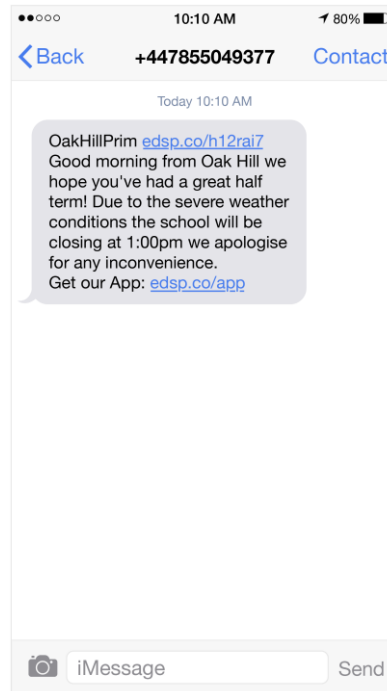 10:10 AM 80%
Back +447855049377 Contact
Today 10:10 AM
OakHillPrim edsp.co/h12rai7
Good morning from Oak Hill we
hope you've had a great half
term! Due to the severe weather
conditions the school will be
closing at 1:00pm we apologise
for any inconvenience.
Get our App: edsp.co/app
iMessage Send